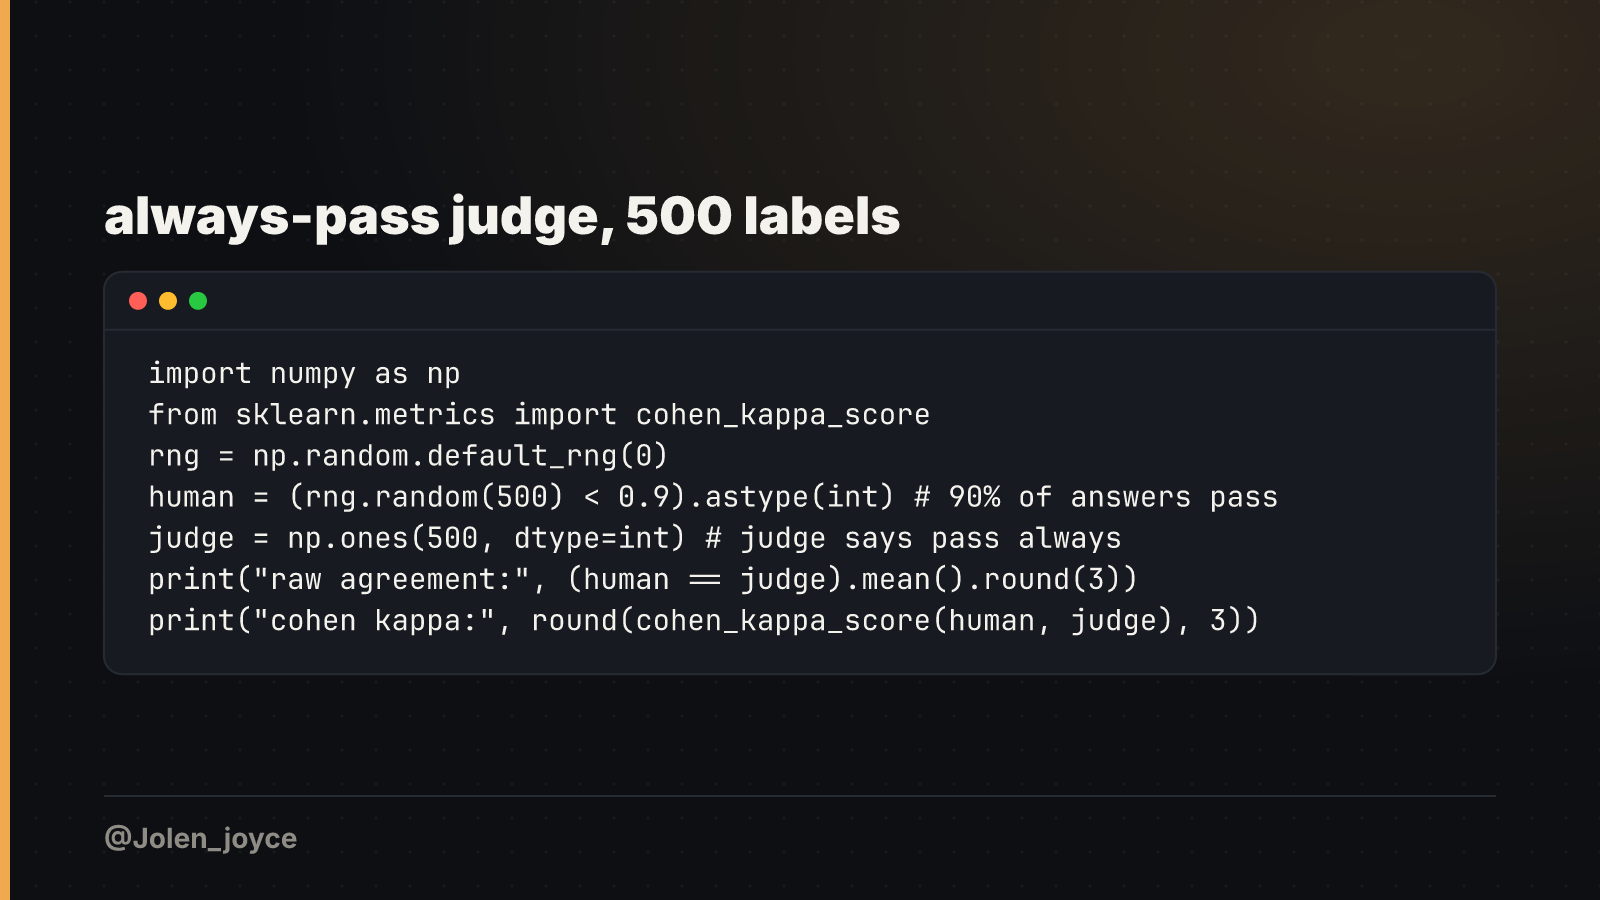 always-pass judge, 500 labels
import numpy as np
from sklearn.metrics import cohen_kappa_score
rng = np.random.default_rng(0)
human = (rng.random(500) < 0.9).astype(int) # 90% of answers pass
judge = np.ones(500, dtype=int) # judge says pass always
print("raw agreement:", (human == judge).mean().round(3))
print("cohen kappa:", round(cohen_kappa_score(human, judge), 3))
@Jolen_joyce